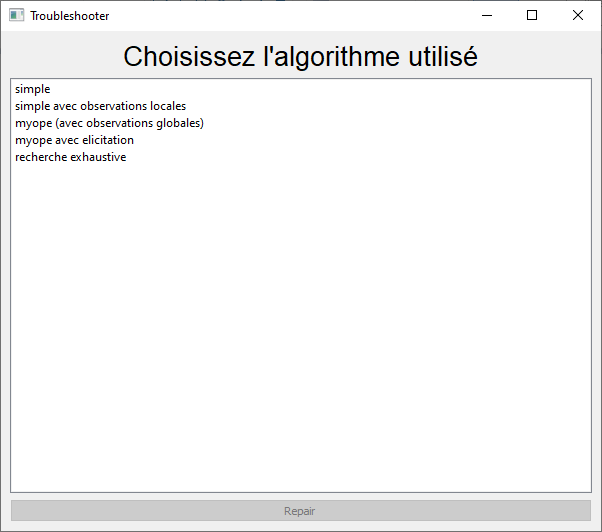 Troubleshooter
Choisissez l'algorithme utilisé
simple
simple avec observations locales
myope (avec observations globales)
myope avec elicitation
recherche exhaustive
Repair